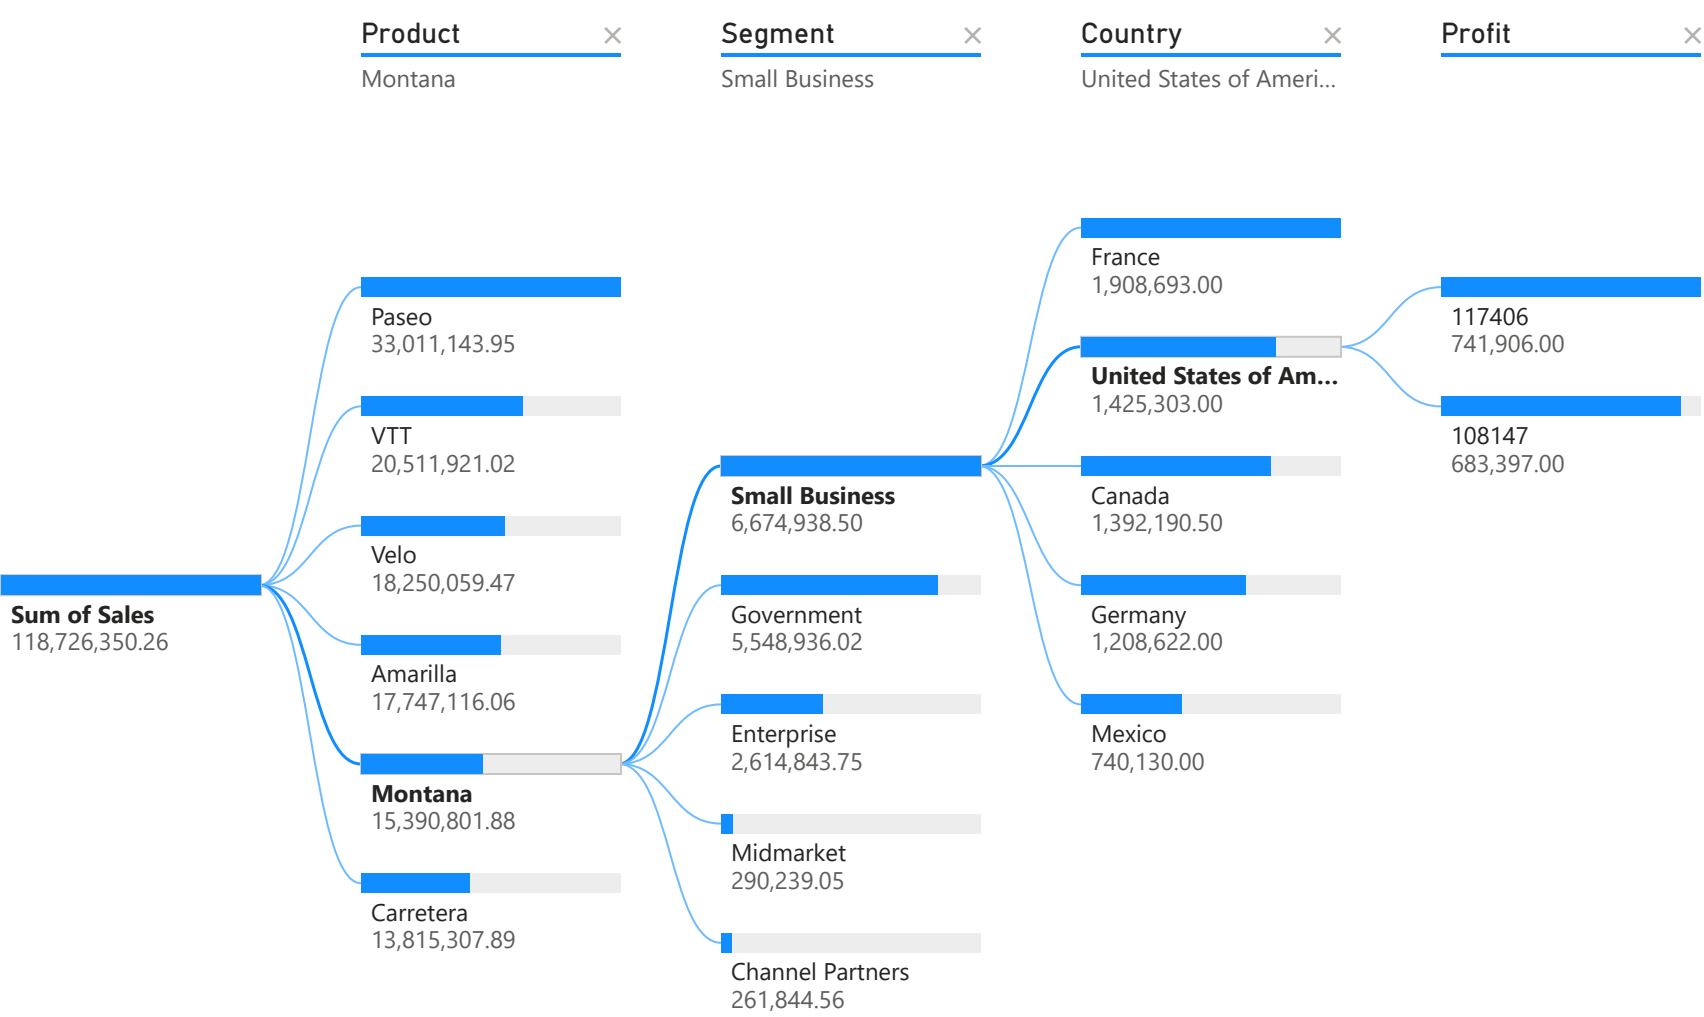 Product
Montana
Segment
Small Business
Country
United States of Ameri...
Profit
Sum of Sales
118,726,350.26
Paseo
33,011,143.95
VTT
20,511,921.02
Velo
18,250,059.47
Amarilla
17,747,116.06
Montana
15,390,801.88
Carretera
13,815,307.89
Small Business
6,674,938.50
Government
5,548,936.02
Enterprise
2,614,843.75
Midmarket
290,239.05
Channel Partners
261,844.56
France
1,908,693.00
United States of Am...
1,425,303.00
Canada
1,392,190.50
Germany
1,208,622.00
Mexico
740,130.00
117406
741,906.00
108147
683,397.00